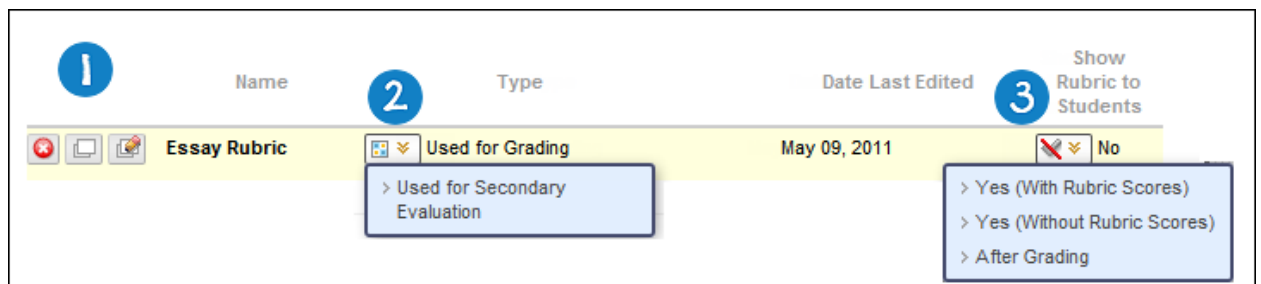 1
Name
2
Type
Date Last Edited
3
Show
Rubric to
Students
Essay Rubric
Used for Grading
May 09, 2011
No
> Used for Secondary
Evaluation
> Yes (With Rubric Scores)
> Yes (Without Rubric Scores)
> After Grading